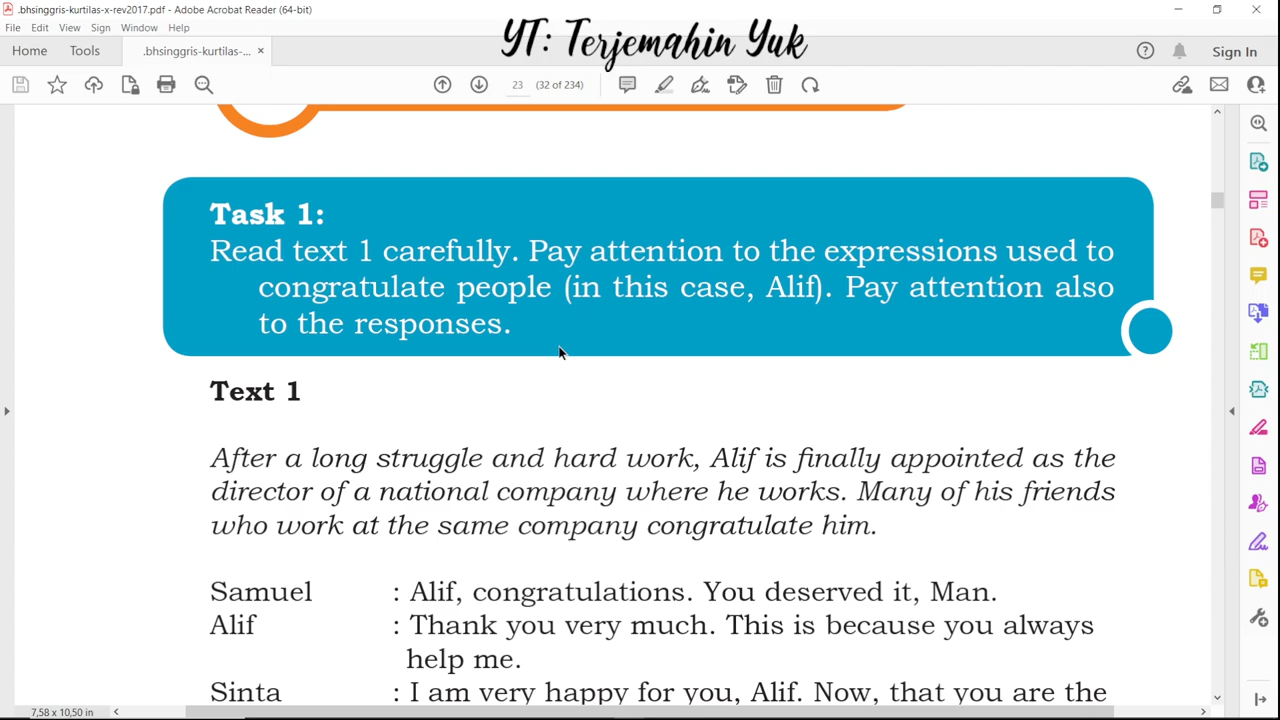 .bhsinggris-kurtilas-x-rev2017.pdf - Adobe Acrobat Reader (64-bit)
File Edit View Sign Window Help
YT: Terjemahin Yuk
Home Tools .bhsinggris-kurtilas-... × Sign In
23 (32 of 234)
Task 1:
Read text 1 carefully. Pay attention to the expressions used to
congratulate people (in this case, Alif). Pay attention also
to the responses.
Text 1
After a long struggle and hard work, Alif is finally appointed as the
director of a national company where he works. Many of his friends
who work at the same company congratulate him.
Samuel : Alif, congratulations. You deserved it, Man.
Alif : Thank you very much. This is because you always
help me.
Sinta : I am very happy for you, Alif. Now, that you are the
7,58 x 10,50 in